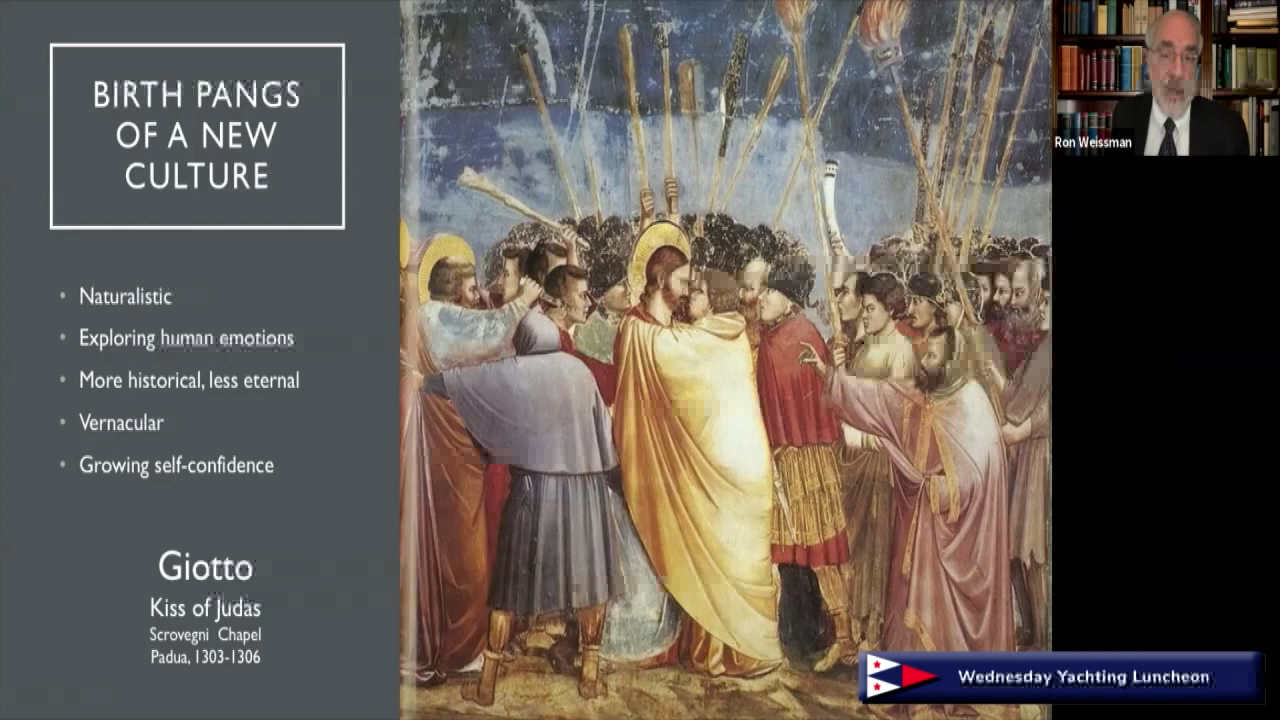 BIRTH PANGS
OF A NEW
CULTURE
• Naturalistic
• Exploring human emotions
• More historical, less eternal
• Vernacular
• Growing self-confidence
Giotto
Kiss of Judas
Scrovegni Chapel
Padua, 1303-1306
Ron Weissman
Wednesday Yachting Luncheon